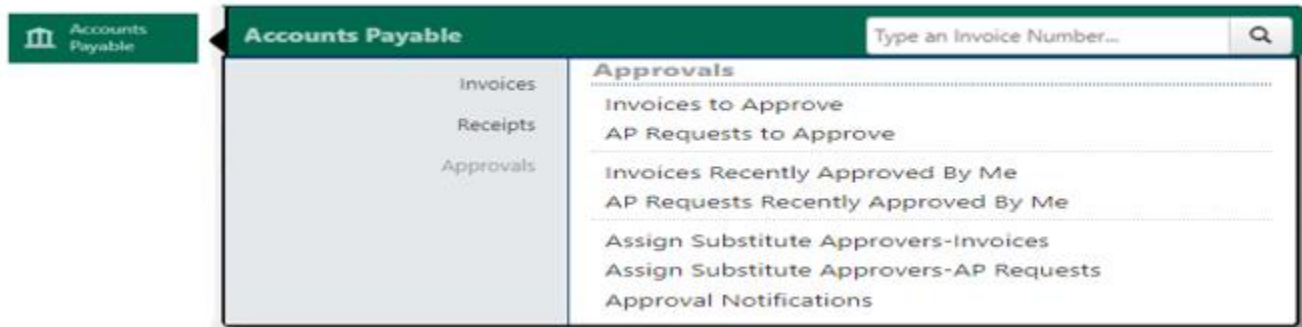 Accounts
Payable
Accounts Payable
Type an Invoice Number...
Invoices
Receipts
Approvals
Approvals
Invoices to Approve
AP Requests to Approve
Invoices Recently Approved By Me
AP Requests Recently Approved By Me
Assign Substitute Approvers-Invoices
Assign Substitute Approvers-AP Requests
Approval Notifications